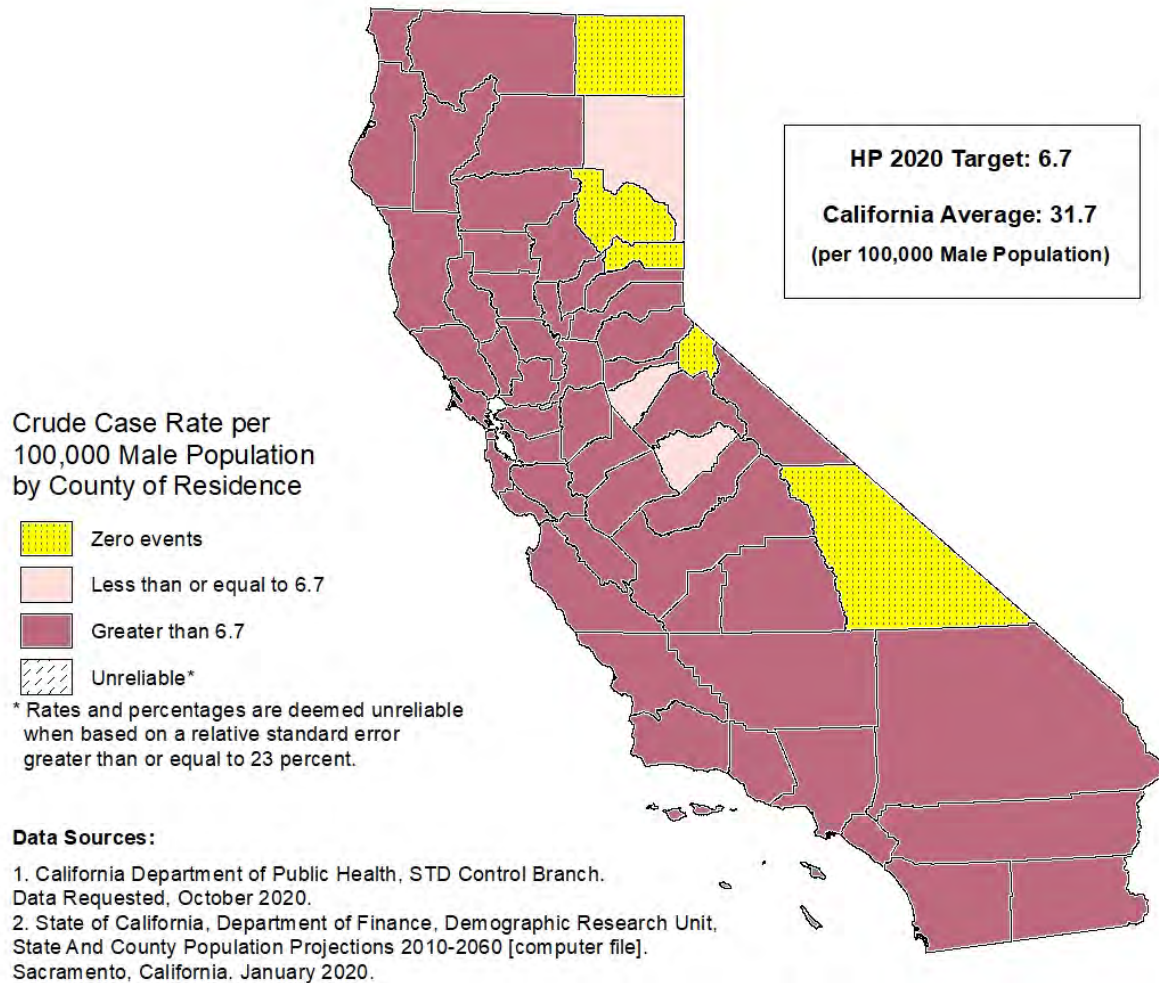 HP 2020 Target: 6.7
California Average: 31.7
(per 100,000 Male Population)
Crude Case Rate per
100,000 Male Population
by County of Residence
Zero events
Less than or equal to 6.7
Greater than 6.7
Unreliable*
* Rates and percentages are deemed unreliable
when based on a relative standard error
greater than or equal to 23 percent.
Data Sources:
1. California Department of Public Health, STD Control Branch.
Data Requested, October 2020.
2. State of California, Department of Finance, Demographic Research Unit,
State And County Population Projections 2010-2060 [computer file].
Sacramento, California. January 2020.